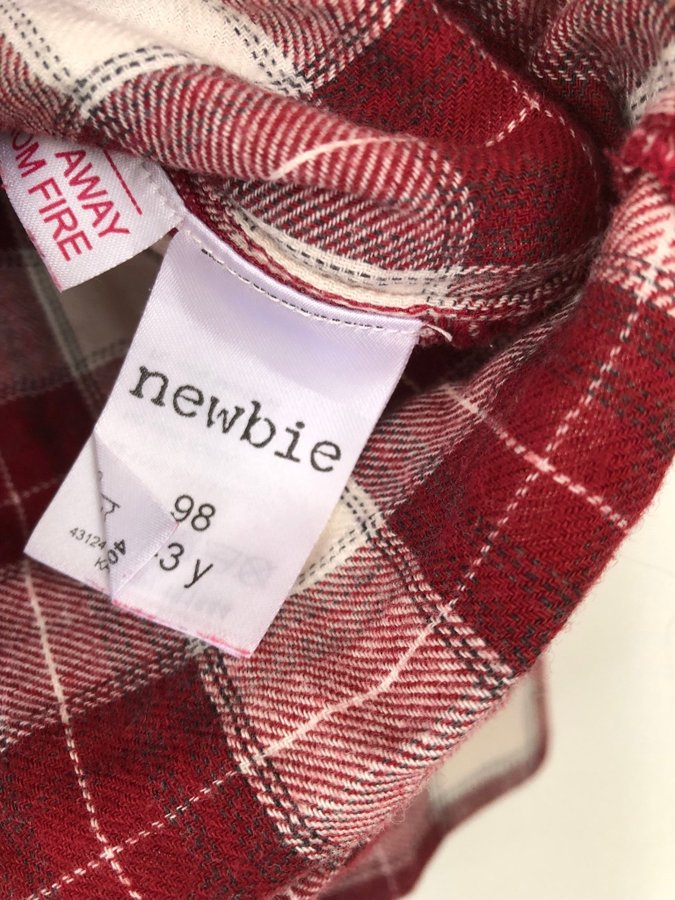 AWAY
OM FIRE
newbie
98
3 y
43124